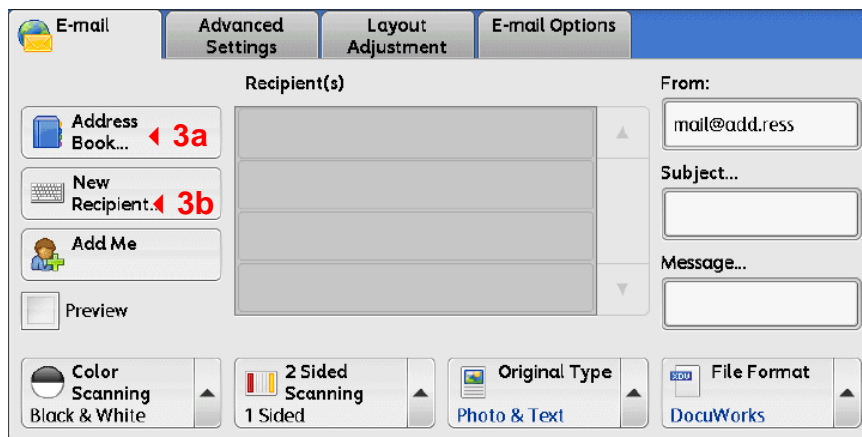 E-mail
Advanced
Settings
Layout
Adjustment
E-mail Options
Recipient(s)
From:
Address
Book...
3a
mail@add.ress
New
Recipient..
3b
Subject...
Add Me
Message...
Preview
Color
Scanning
Black & White
2 Sided
Scanning
1 Sided
Original Type
Photo & Text
XDW
File Format
DocuWorks